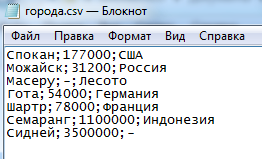 города.csv — Блокнот
Файл Правка Формат Вид Справка
Спокан;177000;США
Можайск;31200;Россия
Масеру;-;Лесото
Гота;54000;Германия
Шартр;78000;Франция
Семаранг;1100000;Индонезия
Сидней;3500000;-